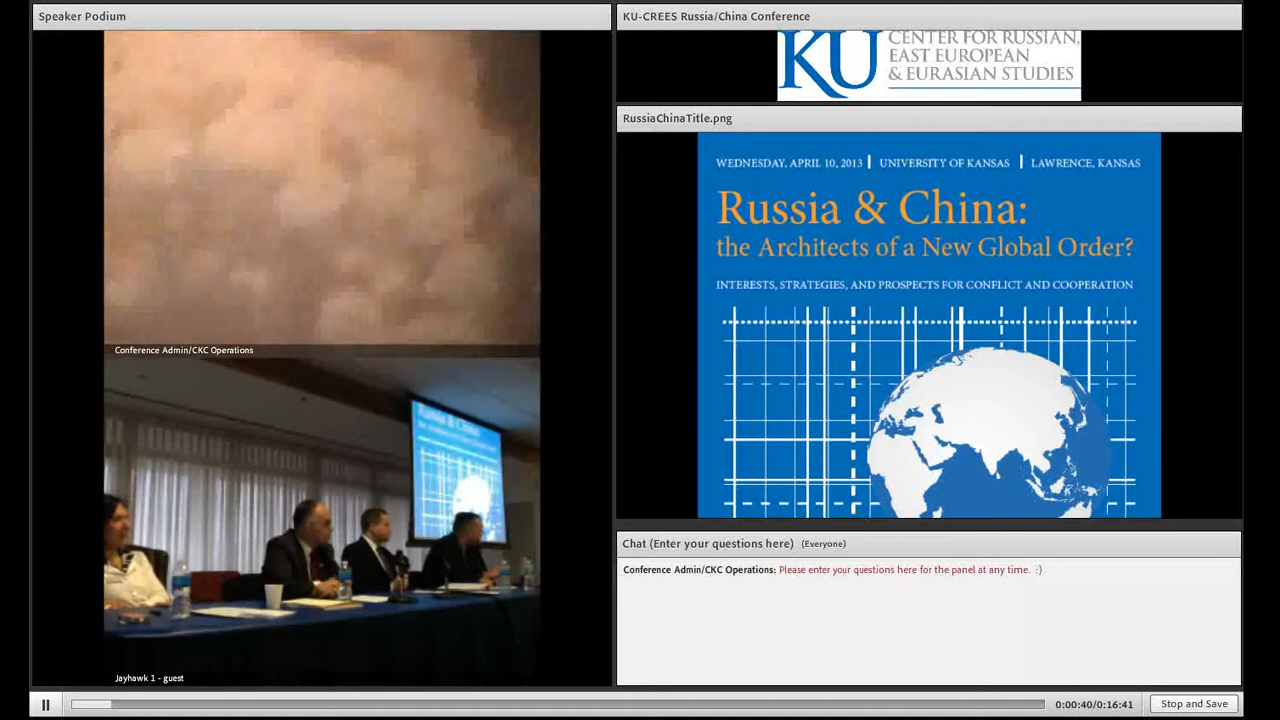 Speaker Podium
Conference Admin/CKC Operations
Russia & China:
Jayhawk 1 - guest
KU-CREES Russia/China Conference
KU
CENTER FOR RUSSIAN,
EAST EUROPEAN
& EURASIAN STUDIES
RussiaChinaTitle.png
WEDNESDAY, APRIL 10, 2013 | UNIVERSITY OF KANSAS | LAWRENCE, KANSAS
Russia & China:
the Architects of a New Global Order?
INTERESTS, STRATEGIES, AND PROSPECTS FOR CONFLICT AND COOPERATION
Chat (Enter your questions here) (Everyone)
Conference Admin/CKC Operations: Please enter your questions here for the panel at any time. :)
0:00:40/0:16:41
Stop and Save